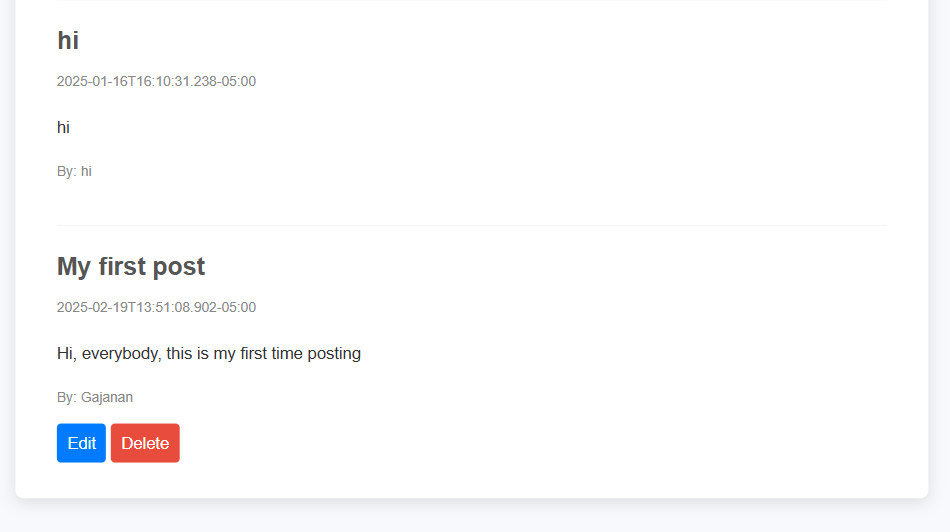 hi
2025-01-16T16:10:31.238-05:00
hi
By: hi
My first post
2025-02-19T13:51:08.902-05:00
Hi, everybody, this is my first time posting
By: Gajanan
Edit Delete